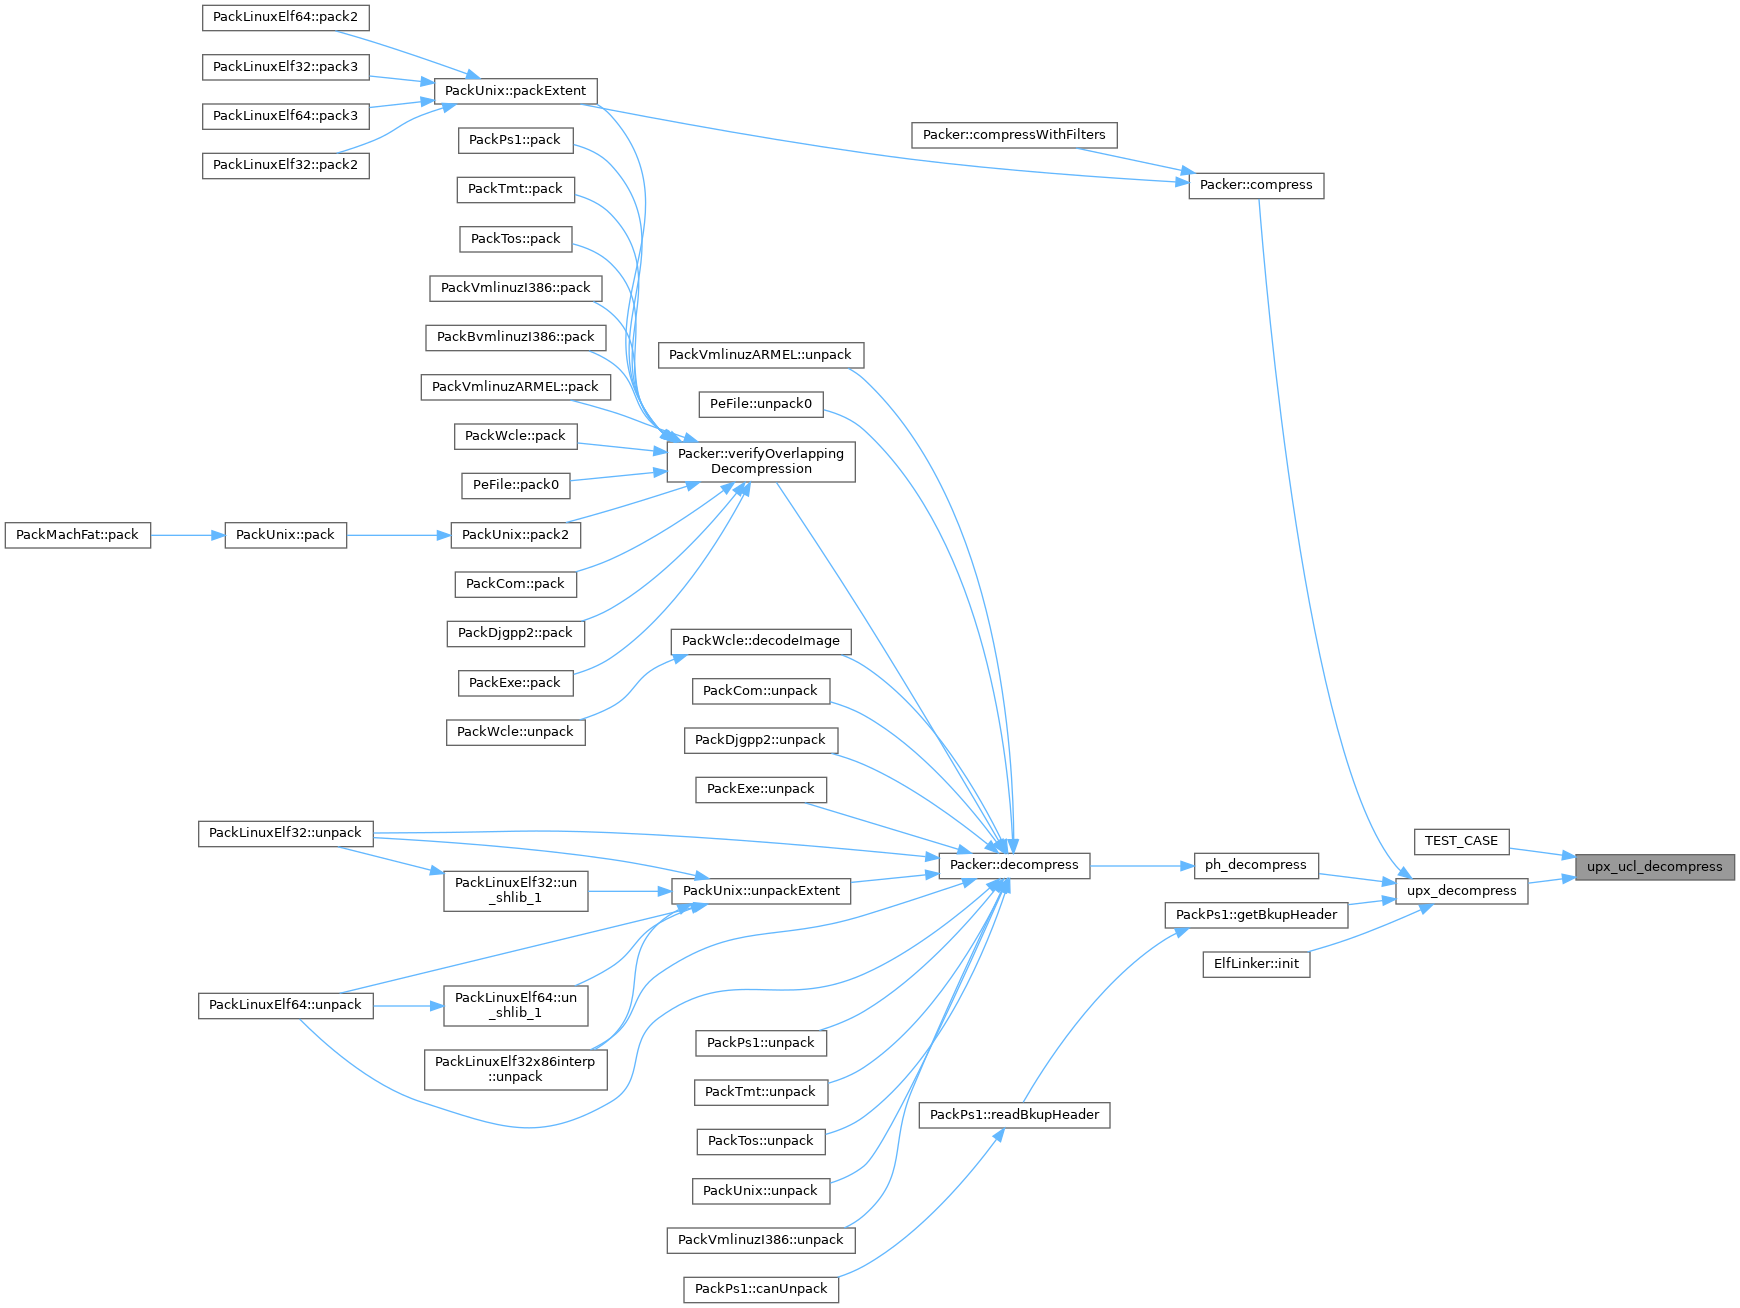 PackLinuxElf64::pack2
PackLinuxElf32::pack3
PackUnix::packExtent
PackLinuxElf64::pack3
Packer::compressWithFilters
PackPs1::pack
PackLinuxElf32::pack2
Packer::compress
PackTmt::pack
PackTos::pack
PackVmlinuzI386::pack
PackBvmlinuzI386::pack
PackVmlinuzARMEL::unpack
PackVmlinuzARMEL::pack
PeFile::unpack0
PackWcle::pack
Packer::verifyOverlapping
Decompression
PeFile::pack0
PackMachFat::pack
PackUnix::pack
PackUnix::pack2
PackCom::pack
PackDjgpp2::pack
PackWcle::decodeImage
PackExe::pack
PackCom::unpack
PackWcle::unpack
PackDjgpp2::unpack
PackExe::unpack
PackLinuxElf32::unpack
TEST_CASE
Packer::decompress
ph_decompress
upx_ucl_decompress
PackLinuxElf32::un
_shlib_1
PackUnix::unpackExtent
upx_decompress
PackPs1::getBkupHeader
ElfLinker::init
PackLinuxElf64::unpack
PackLinuxElf64::un
_shlib_1
PackPs1::unpack
PackLinuxElf32x86interp
::unpack
PackTmt::unpack
PackPs1::readBkupHeader
PackTos::unpack
PackUnix::unpack
PackVmlinuzI386::unpack
PackPs1::canUnpack